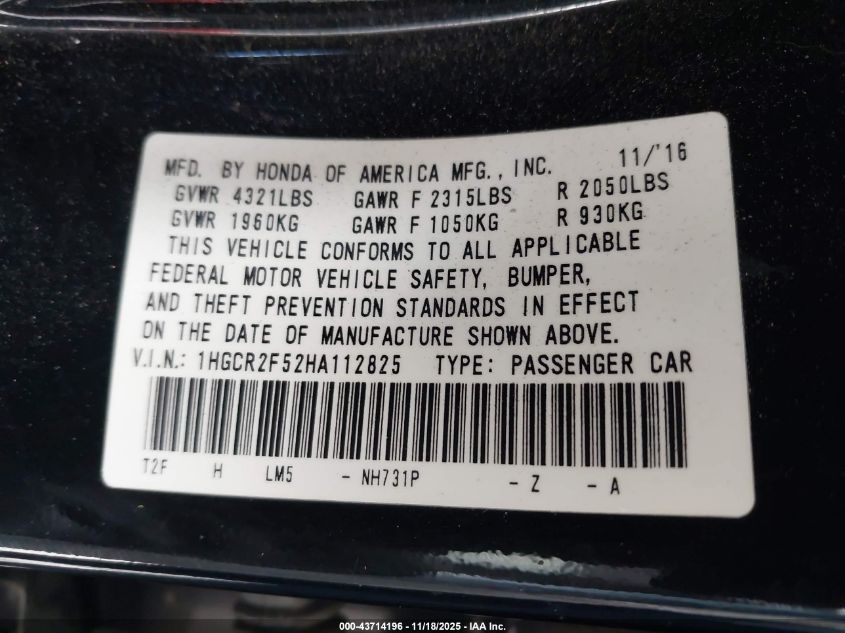 MFD. BY HONDA OF AMERICA MFG., INC. 11/'16
GVWR 4321LBS GAWR F 2315LBS R 2050LBS
GVWR 1960KG GAWR F 1050KG R 930KG
THIS VEHICLE CONFORMS TO ALL APPLICABLE
FEDERAL MOTOR VEHICLE SAFETY, BUMPER,
AND THEFT PREVENTION STANDARDS IN EFFECT
ON THE DATE OF MANUFACTURE SHOWN ABOVE.
V.I.N.: 1HGCR2F52HA112825 TYPE: PASSENGER CAR
T2F H LM5 - NH731P - Z - A
000-43714196 - 11/18/2025 - IAA Inc.